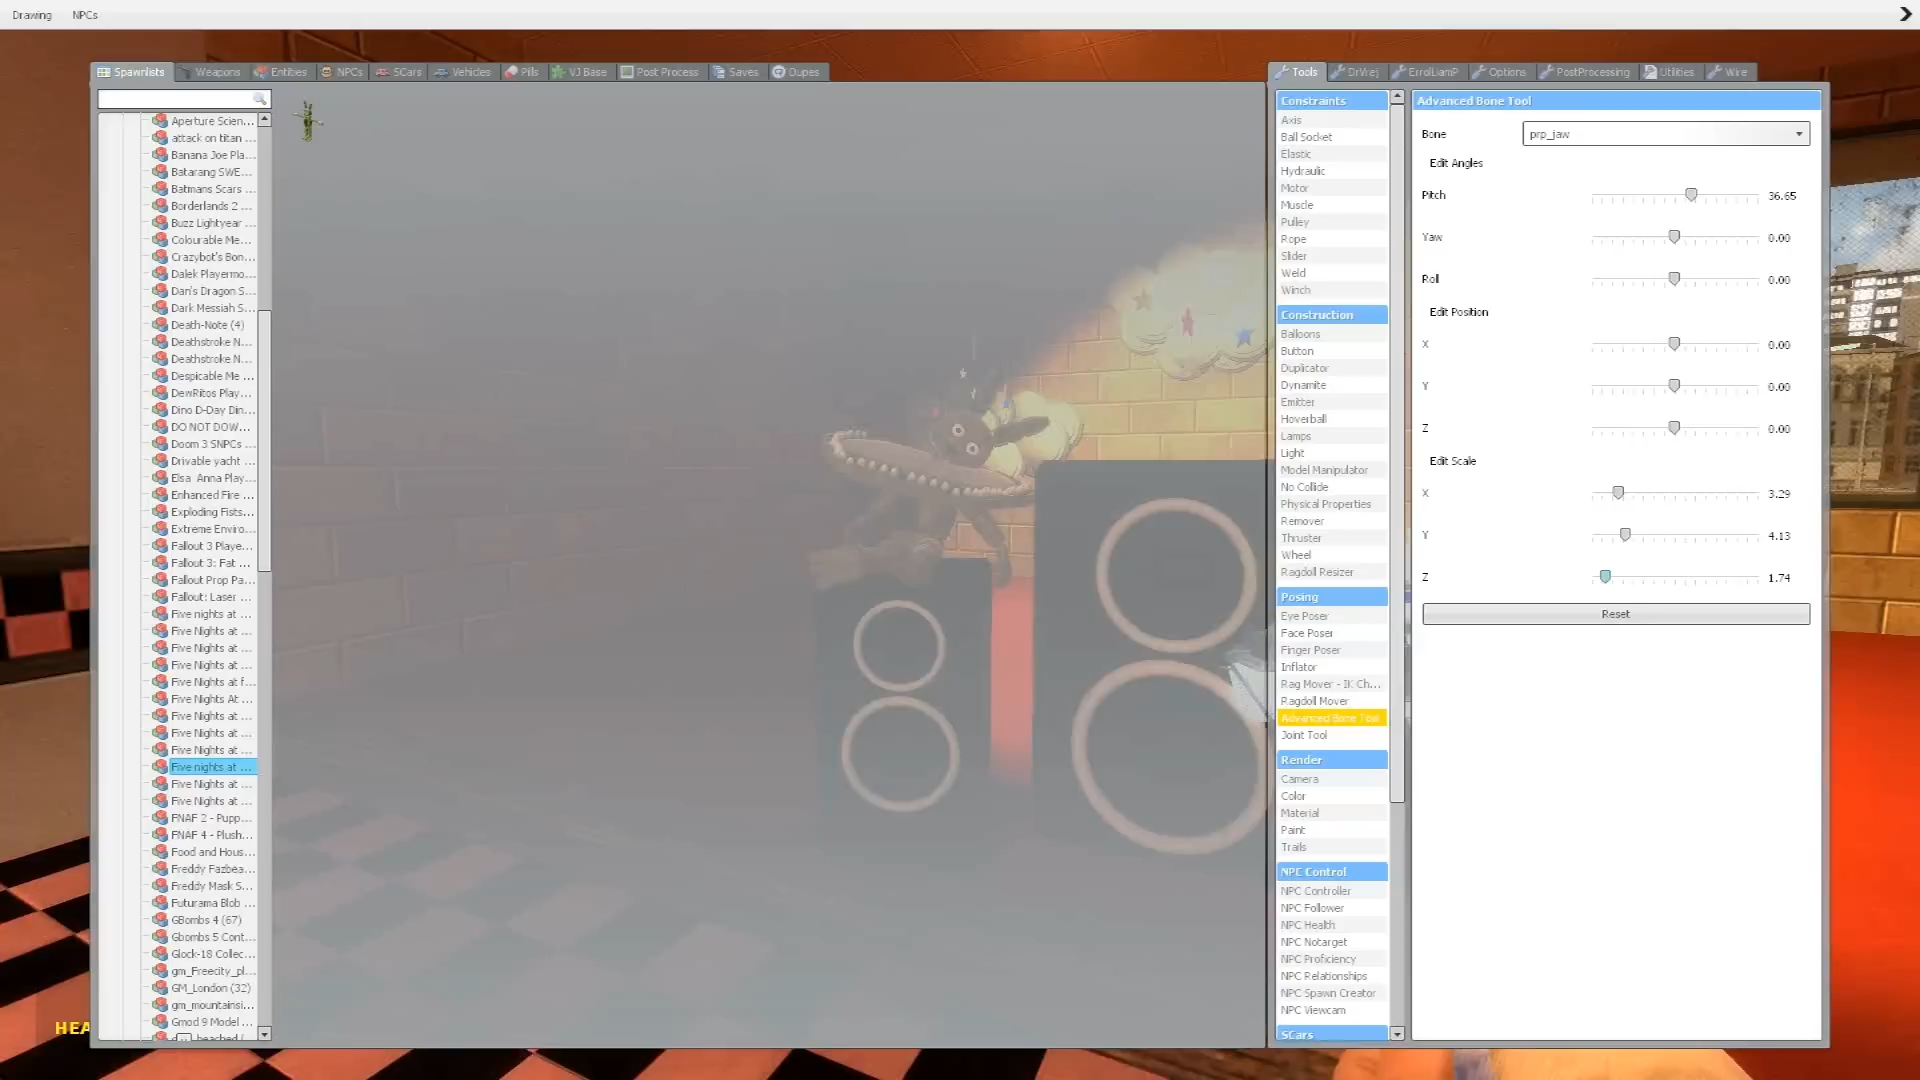 Drawing NPCs
Spawnlists Weapons Entities NPCs SCars Vehicles Pills VJ Base Post Process Saves Dupes
Aperture Scien...
attack on titan ...
Banana Joe Pla...
Batarang SWE...
Batmans Scars ...
Borderlands 2 ...
Buzz Lightyear ...
Colourable Me...
Crazybot's Bon...
Dalek Playermo...
Dan's Dragon S...
Dark Messiah S...
Death-Note (4)
Deathstroke N...
Deathstroke N...
Despicable Me ...
DewRitos Play...
Dino D-Day Din...
DO NOT DOW...
Doom 3 SNPCs ...
Drivable yacht ...
Elsa Anna Play...
Enhanced Fire ...
Exploding Fists...
Extreme Enviro...
Fallout 3 Playe...
Fallout 3: Fat ...
Fallout Prop Pa...
Fallout: Laser ...
Five nights at ...
Five Nights at ...
Five Nights at ...
Five Nights at ...
Five Nights at f...
Five Nights At ...
Five Nights at ...
Five Nights at ...
Five Nights at ...
Five nights at ...
Five Nights at ...
Five Nights at ...
FNAF 2 - Pupp...
FNAF 4 - Plush...
Food and Hous...
Freddy Fazbea...
Freddy Mask S...
Futurama Blob ...
GBombs 4 (67)
Gbombs 5 Cont...
Glock-18 Collec...
gm_Freecity_pl...
GM_London (32)
gm_mountainsi...
Gmod 9 Model ...
HEA
Tools DrVrej ErrolLiamP Options PostProcessing Utilities Wire
Constraints
Axis
Ball Socket
Elastic
Hydraulic
Motor
Muscle
Pulley
Rope
Slider
Weld
Winch
Construction
Balloons
Button
Duplicator
Dynamite
Emitter
Hoverball
Lamps
Light
Model Manipulator
No Collide
Physical Properties
Remover
Thruster
Wheel
Ragdoll Resizer
Posing
Eye Poser
Face Poser
Finger Poser
Inflator
Rag Mover - IK Ch...
Ragdoll Mover
Advanced Bone Tool
Joint Tool
Render
Camera
Color
Material
Paint
Trails
NPC Control
NPC Controller
NPC Follower
NPC Health
NPC Notarget
NPC Proficiency
NPC Relationships
NPC Spawn Creator
NPC Viewcam
SCars
Advanced Bone Tool
Bone prp_jaw
Edit Angles
Pitch 36.65
Yaw 0.00
Roll 0.00
Edit Position
X 0.00
Y 0.00
Z 0.00
Edit Scale
X 3.29
Y 4.13
Z 1.74
Reset